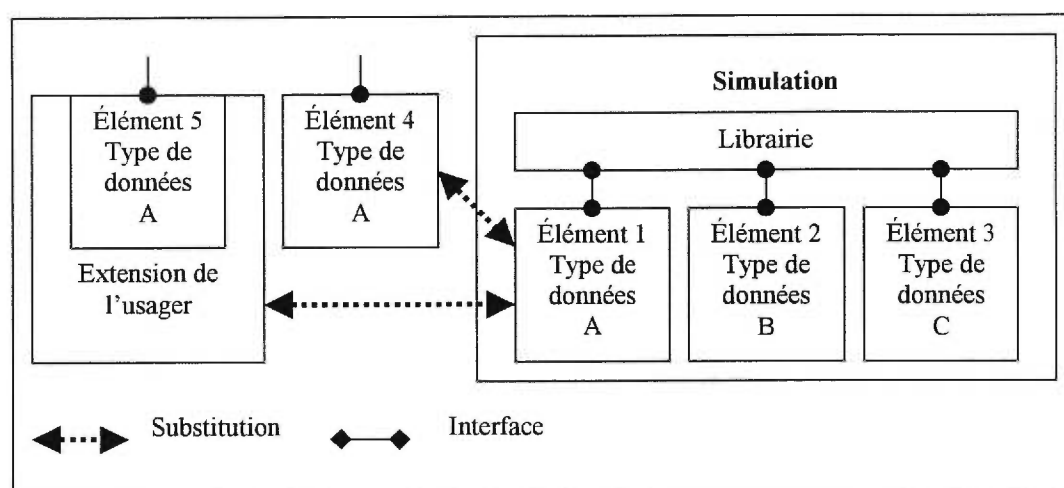 Simulation
Librairie
Élément 5
Type de
données
A
Extension de
l'usager
Élément 4
Type de
données
A
Élément 1
Type de
données
A
Élément 2
Type de
données
B
Élément 3
Type de
données
C
Substitution
Interface